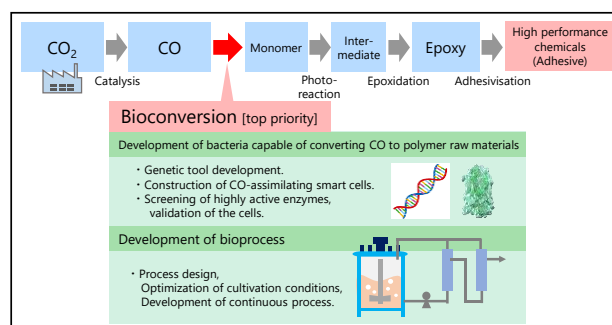 CO2
CO
Monomer
Inter-
mediate
Epoxy
High performance
chemicals
(Adhesive)
Catalysis
Photo-
reaction
Epoxidation
Adhesivisation
Bioconversion [top priority]
Development of bacteria capable of converting CO to polymer raw materials
・Genetic tool development.
・Construction of CO-assimilating smart cells.
・Screening of highly active enzymes,
validation of the cells.
Development of bioprocess
・Process design,
Optimization of cultivation conditions,
Development of continuous process.